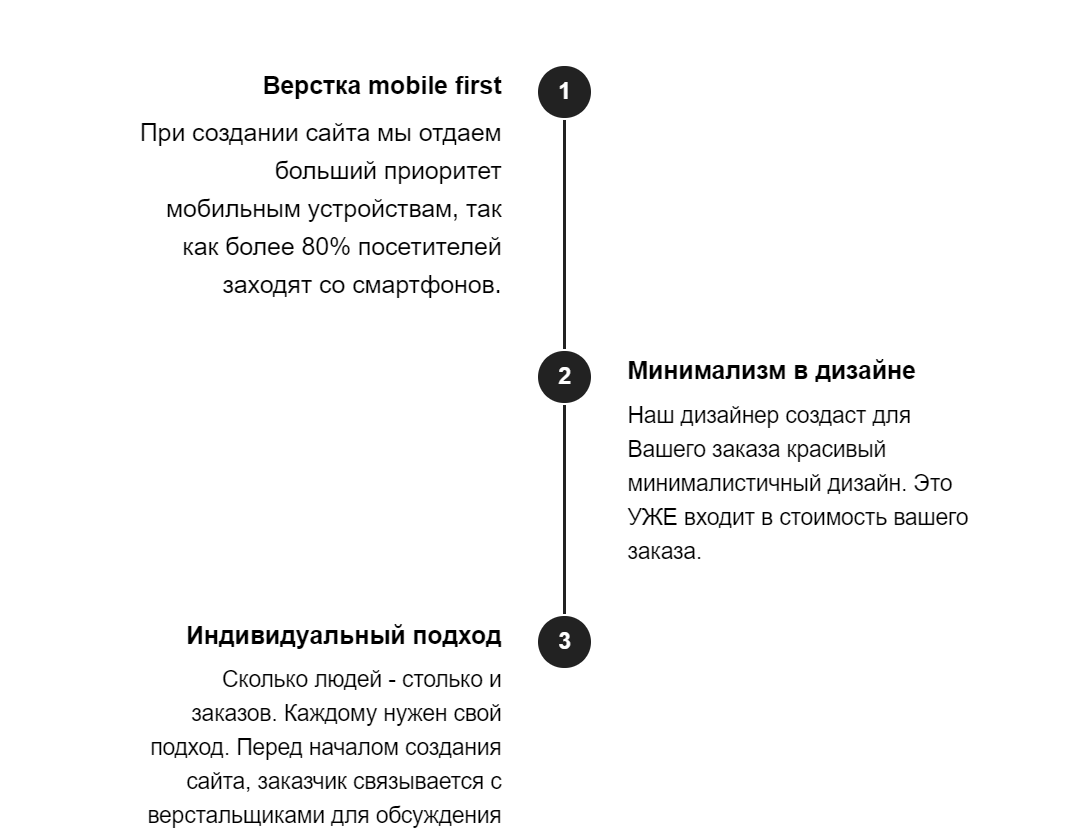 Верстка mobile first
1
При создании сайта мы отдаем
больший приоритет
мобильным устройствам, так
как более 80% посетителей
заходят со смартфонов.
2
Минимализм в дизайне
Наш дизайнер создаст для
Вашего заказа красивый
минималистичный дизайн. Это
УЖЕ входит в стоимость вашего
заказа.
Индивидуальный подход
3
Сколько людей - столько и
заказов. Каждому нужен свой
подход. Перед началом создания
сайта, заказчик связывается с
верстальщиками для обсуждения